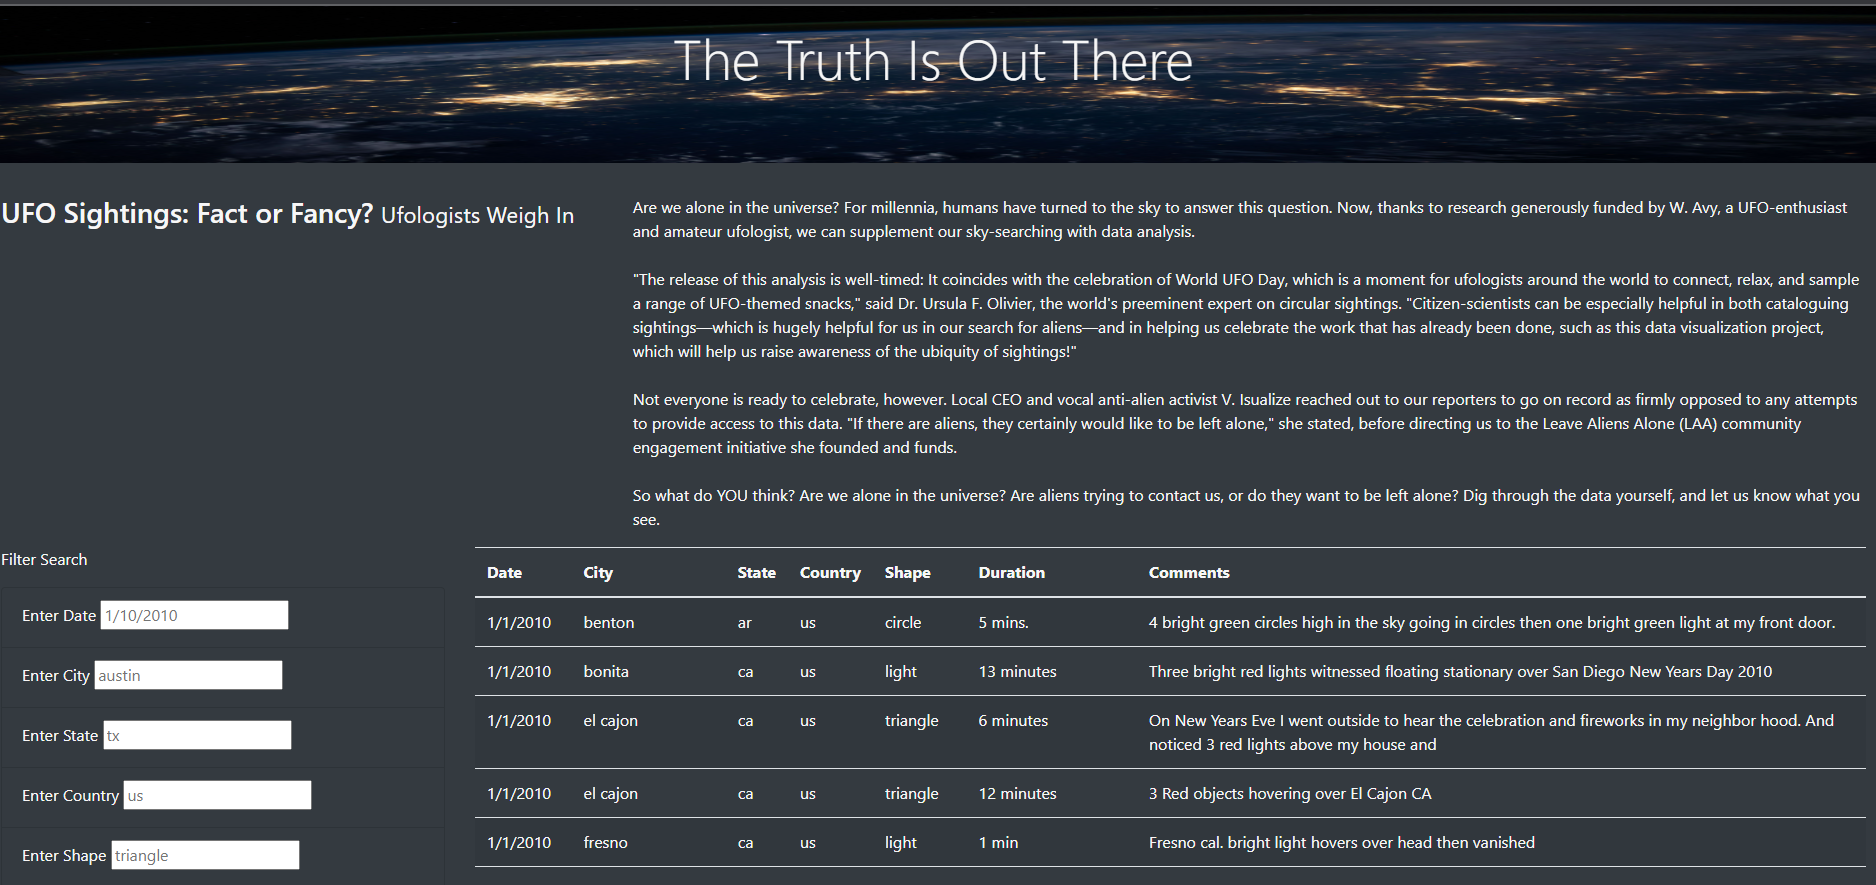 The Truth Is Out There
UFO Sightings: Fact or Fancy? Ufologists Weigh In
Are we alone in the universe? For millennia, humans have turned to the sky to answer this question. Now, thanks to research generously funded by W. Avy, a UFO-enthusiast
and amateur ufologist, we can supplement our sky-searching with data analysis.
"The release of this analysis is well-timed: It coincides with the celebration of World UFO Day, which is a moment for ufologists around the world to connect, relax, and sample
a range of UFO-themed snacks," said Dr. Ursula F. Olivier, the world's preeminent expert on circular sightings. "Citizen-scientists can be especially helpful in both cataloguing
sightings—which is hugely helpful for us in our search for aliens—and in helping us celebrate the work that has already been done, such as this data visualization project,
which will help us raise awareness of the ubiquity of sightings!"
Not everyone is ready to celebrate, however. Local CEO and vocal anti-alien activist V. Isualize reached out to our reporters to go on record as firmly opposed to any attempts
to provide access to this data. "If there are aliens, they certainly would like to be left alone," she stated, before directing us to the Leave Aliens Alone (LAA) community
engagement initiative she founded and funds.
So what do YOU think? Are we alone in the universe? Are aliens trying to contact us, or do they want to be left alone? Dig through the data yourself, and let us know what you
see.
Filter Search
Enter Date 1/10/2010
Enter City austin
Enter State tx
Enter Country us
Enter Shape triangle
Date City State Country Shape Duration Comments
1/1/2010 benton ar us circle 5 mins. 4 bright green circles high in the sky going in circles then one bright green light at my front door.
1/1/2010 bonita ca us light 13 minutes Three bright red lights witnessed floating stationary over San Diego New Years Day 2010
1/1/2010 el cajon ca us triangle 6 minutes On New Years Eve I went outside to hear the celebration and fireworks in my neighbor hood. And
noticed 3 red lights above my house and
1/1/2010 el cajon ca us triangle 12 minutes 3 Red objects hovering over El Cajon CA
1/1/2010 fresno ca us light 1 min Fresno cal. bright light hovers over head then vanished